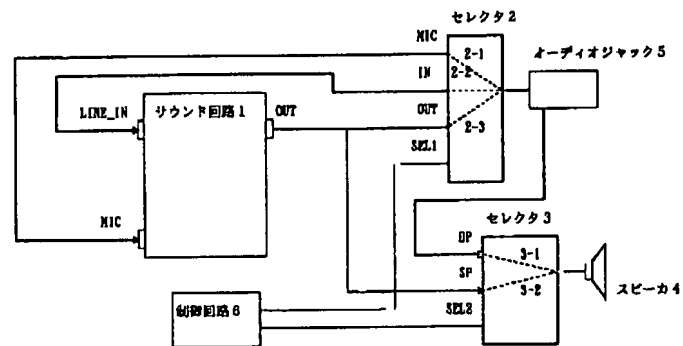 セレクタ2
MIC
2-1
IN
2-2
オーディオジャック5
LINE_IN
サウンド回路1
OUT
OUT
2-3
SEL1
MIC
セレクタ3
OP
3-1
SP
3-2
スピーカ4
制御回路6
SEL2